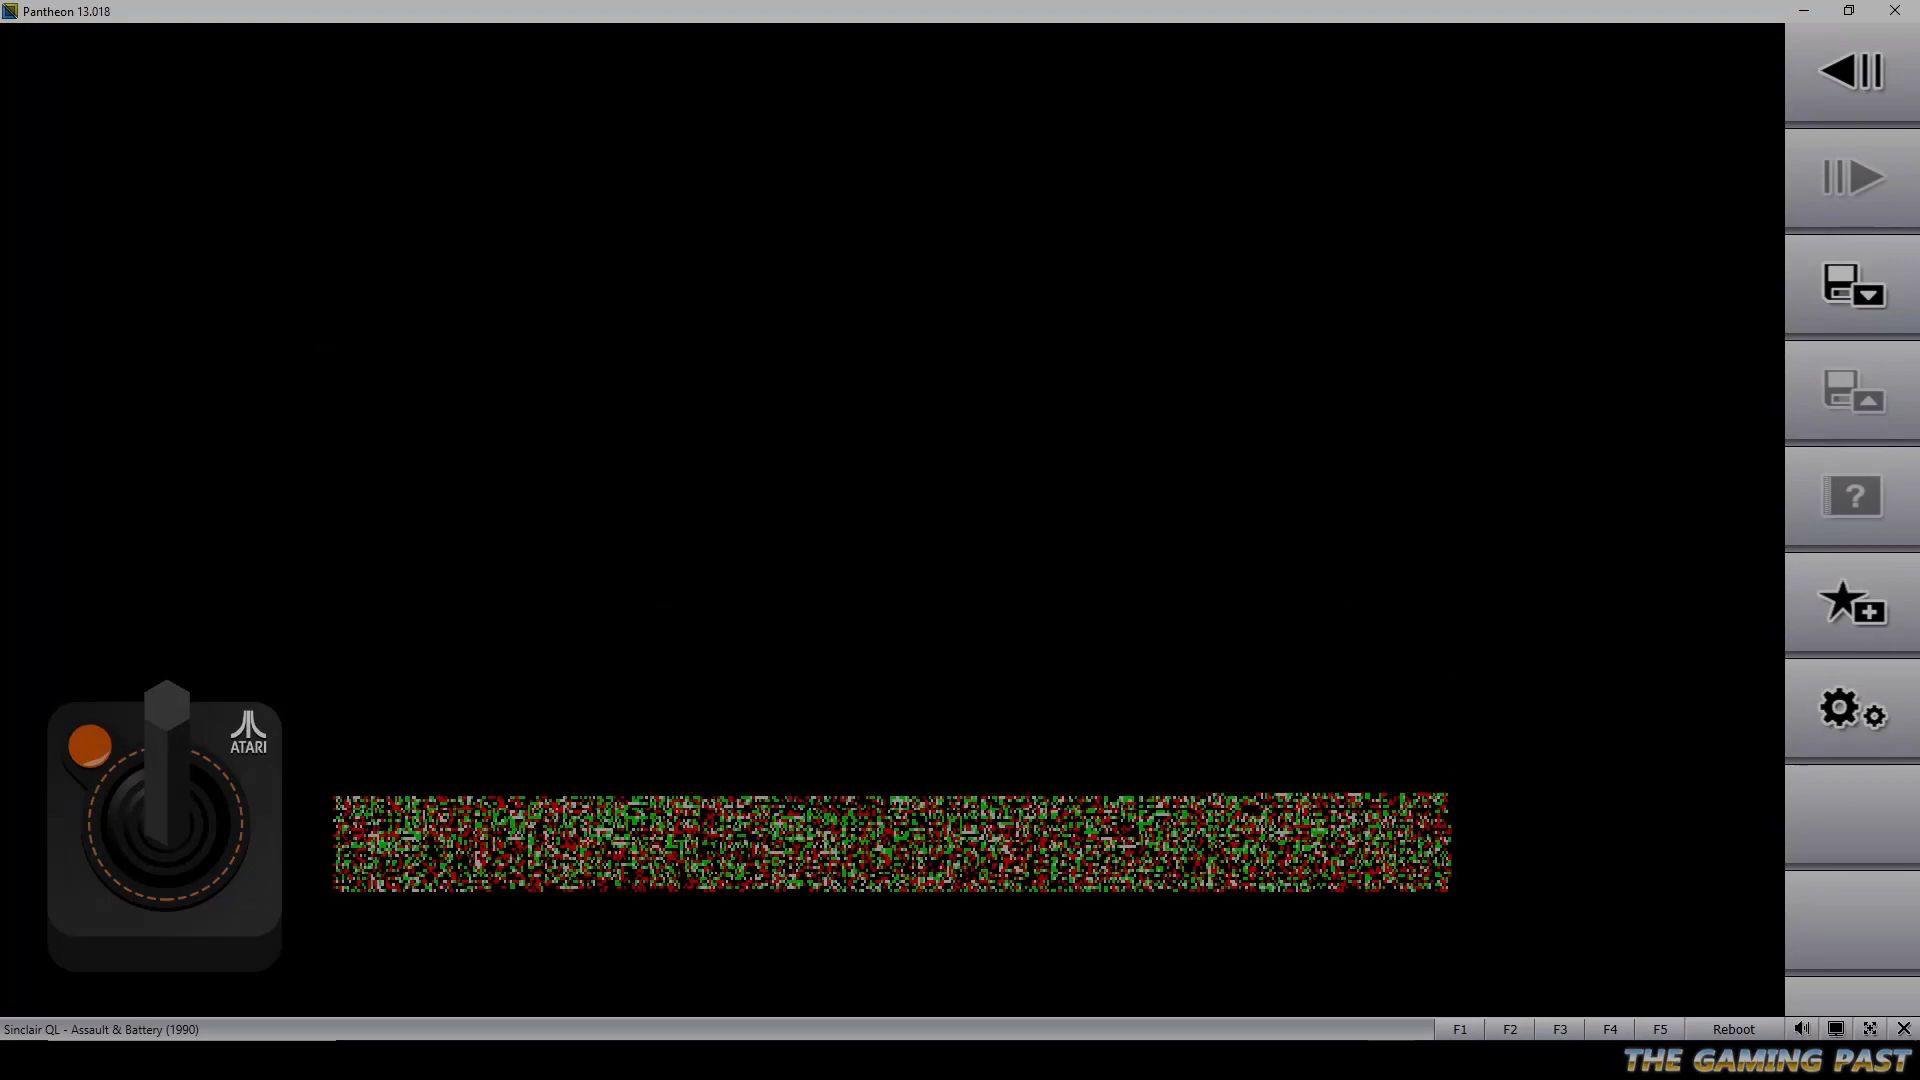 Pantheon 13.018
?
ATARI
Sinclair QL - Assault & Battery (1990)
F1 F2 F3 F4 F5 Reboot
THE GAMING PAST